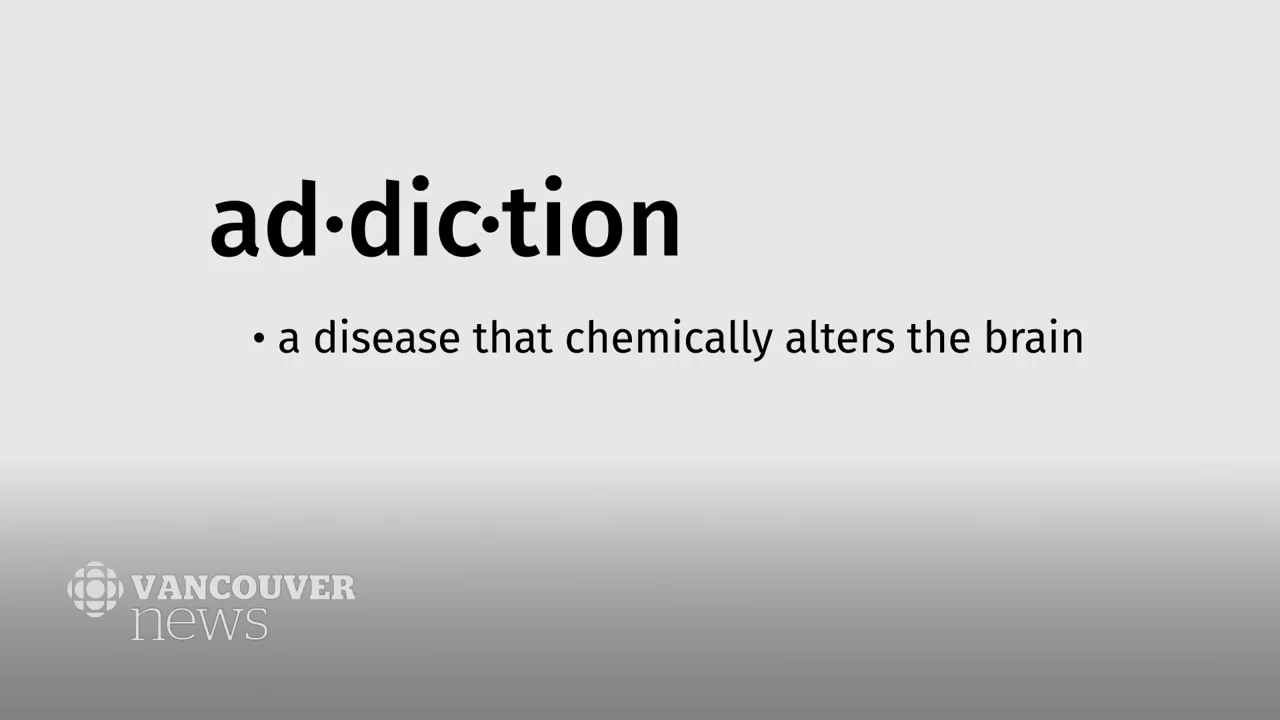 ad·dic·tion
• a disease that chemically alters the brain
VANCOUVER
news